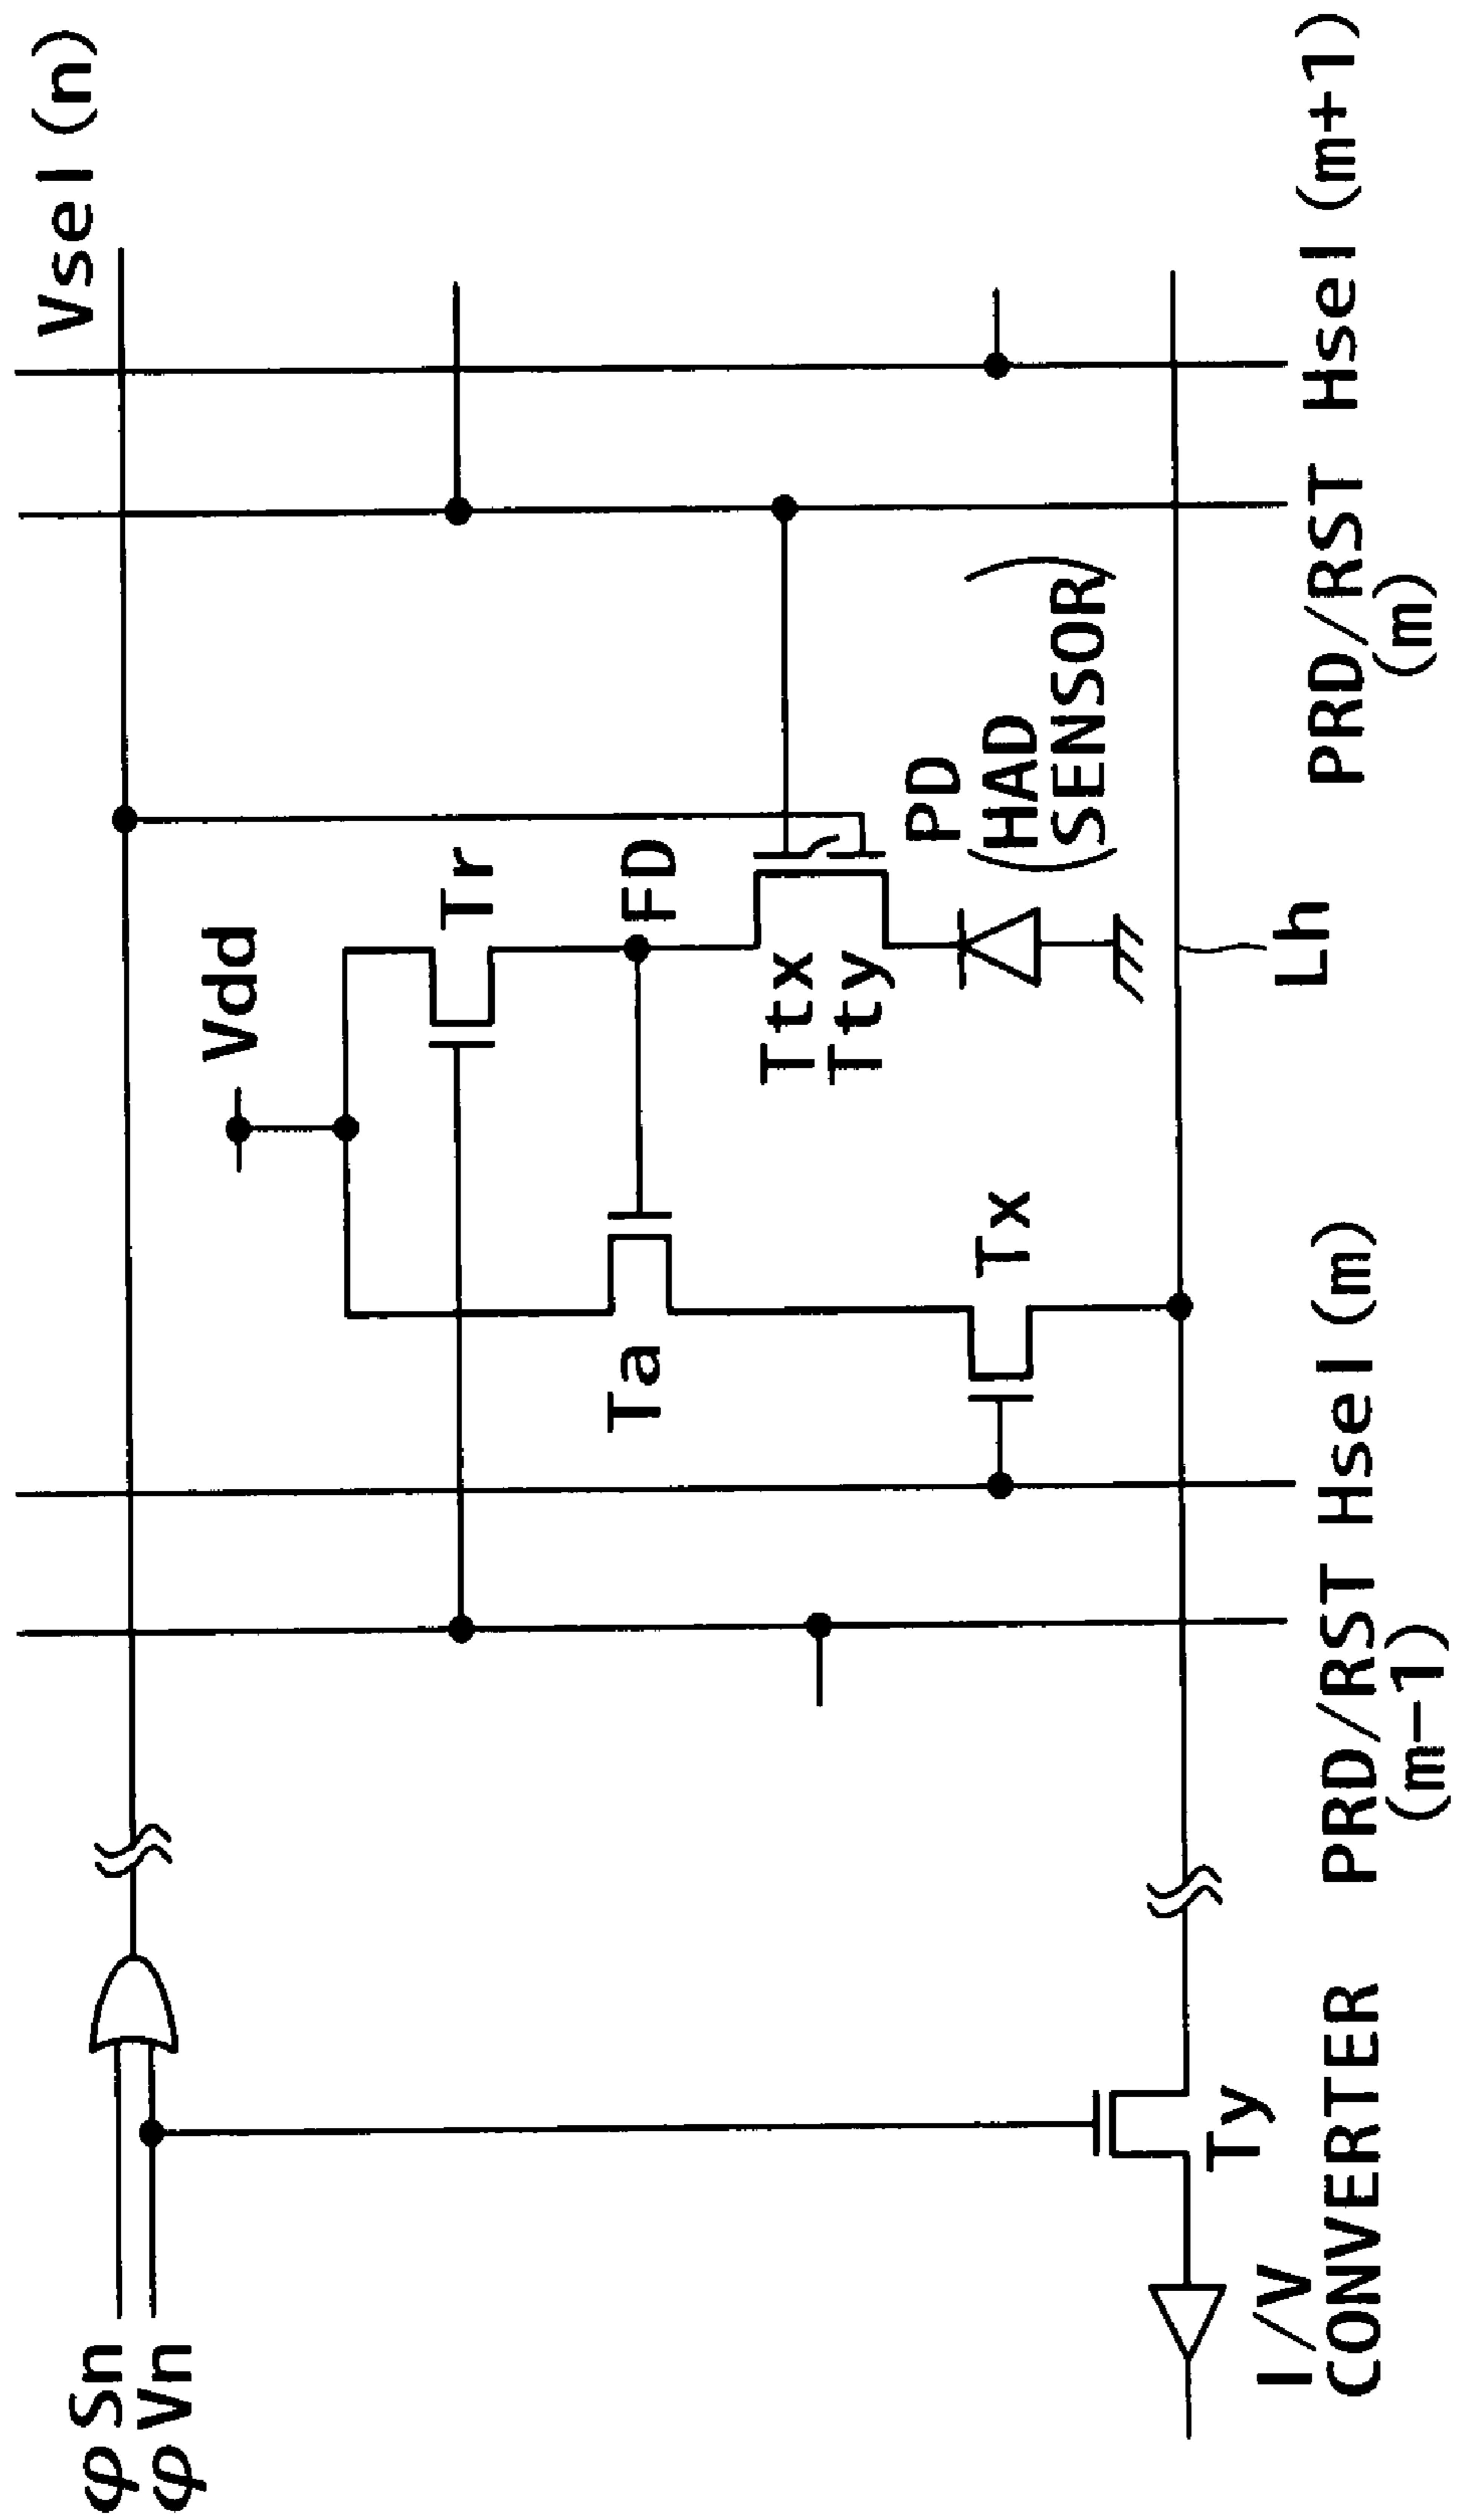 φSn
φVn
Vsel(n)
Vdd
Tr
Ta
FD
Ttx
Tty
PD
(HAD
SENSOR)
Tx
Ty
Lh
I/V
CONVERTER
PRD/RST
(m-1)
Hsel(m)
PRD/RST
(m)
Hsel(m+1)